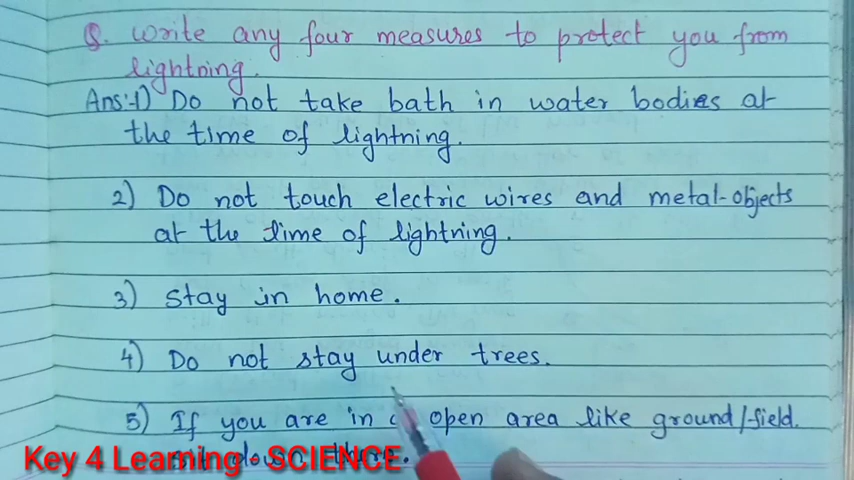 Q. Write any four measures to protect you from
lightning.
Ans:-1) Do not take bath in water bodies at
the time of lightning.
2) Do not touch electric wires and metal-objects
at the time of lightning.
3) Stay in home.
4) Do not stay under trees.
5) If you are in open area like ground/field.
down there.
Key 4 Learning. SCIENCE